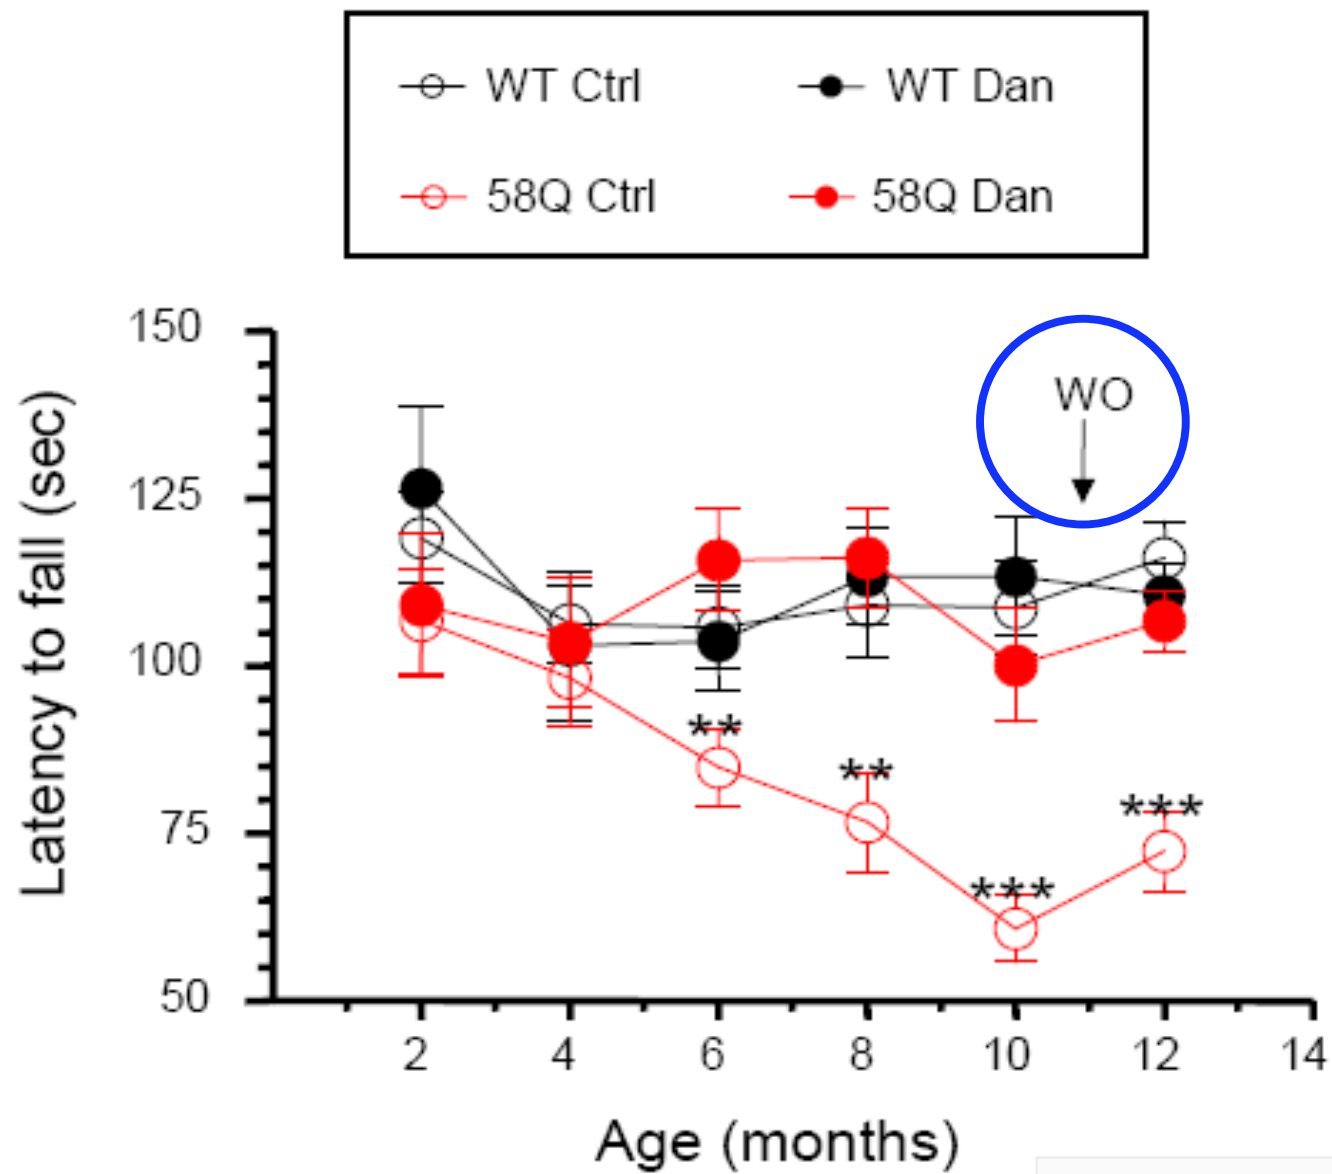 WT Ctrl WT Dan
58Q Ctrl 58Q Dan
150
WO
125
Latency to fall (sec)
100
**
**
75
***
***
50
2 4 6 8 10 12 14
Age (months)